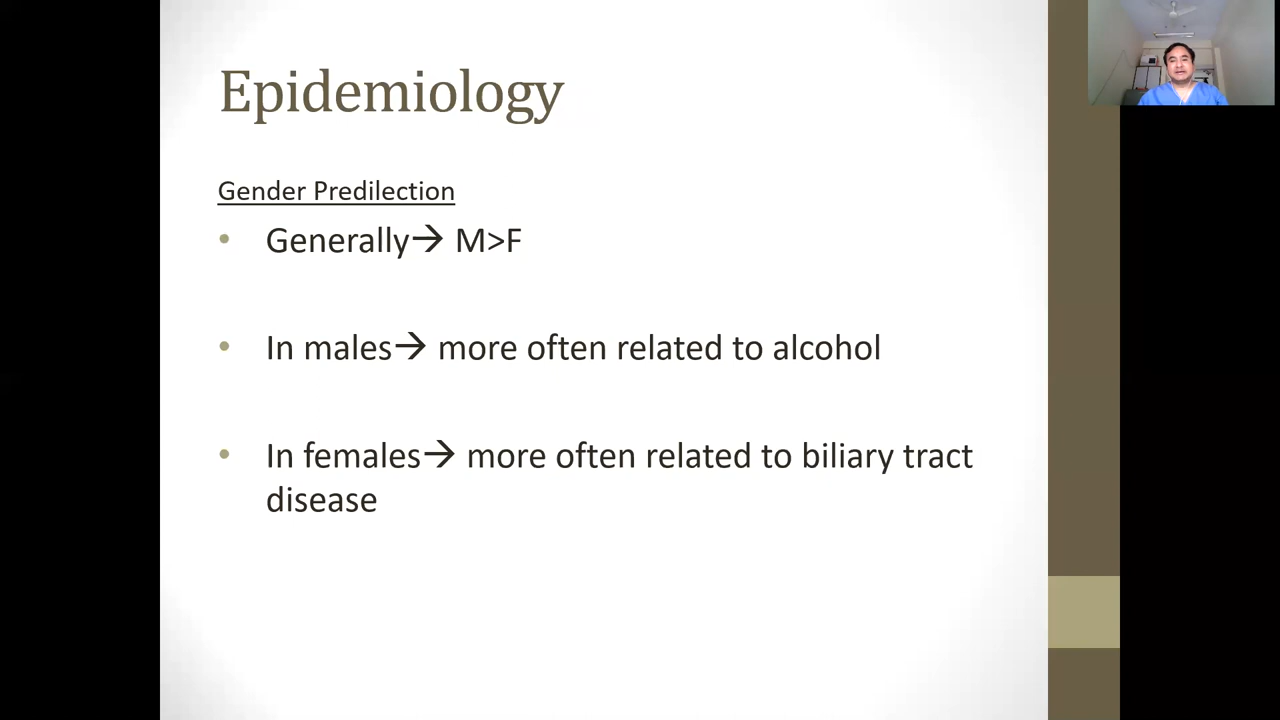 Epidemiology
Gender Predilection
• Generally→ M>F
• In males→ more often related to alcohol
• In females→ more often related to biliary tract
disease